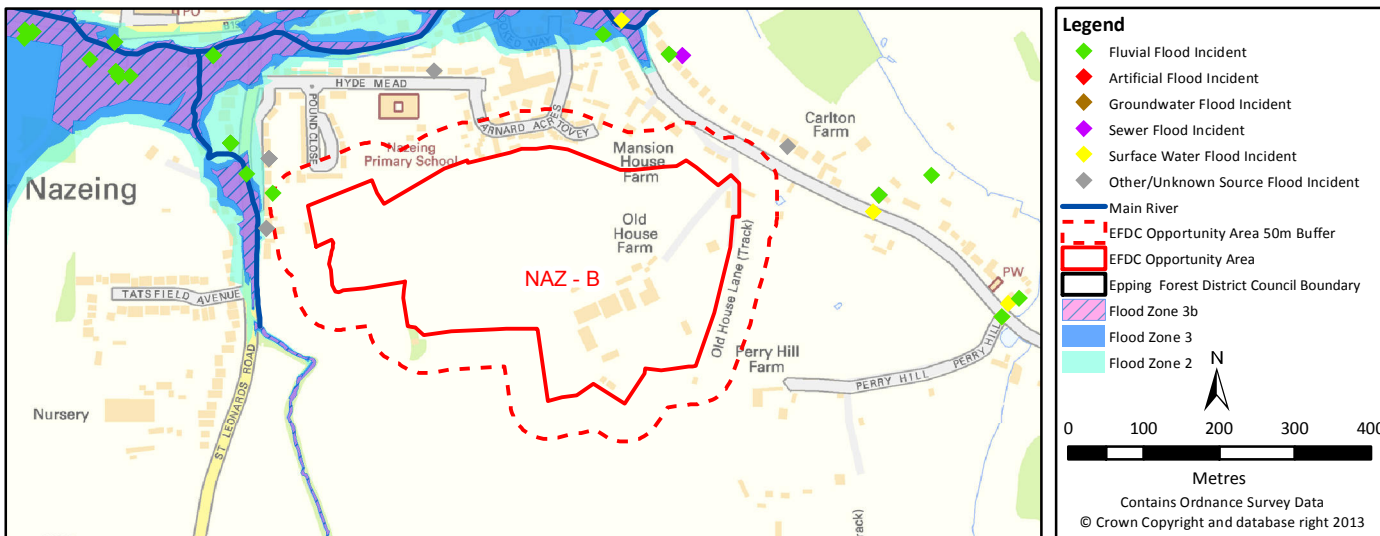 PO
B194
HYDE MEAD
POUND CLOSE
Nazeing
Primary School
TOVEY
Mansion
House
Farm
Carlton
Farm
Nazeing
Old
House
Farm
NAZ - B
Old House Lane (Track)
PW
TATSFIELD AVENUE
ST LEONARDS ROAD
Perry Hill
Farm
PERRY HILL
PERRY HILL
Nursery
Legend
Fluvial Flood Incident
Artificial Flood Incident
Groundwater Flood Incident
Sewer Flood Incident
Surface Water Flood Incident
Other/Unknown Source Flood Incident
Main River
EFDC Opportunity Area 50m Buffer
EFDC Opportunity Area
Epping Forest District Council Boundary
Flood Zone 3b
Flood Zone 3
Flood Zone 2
N
0 100 200 300 400
Metres
Contains Ordnance Survey Data
© Crown Copyright and database right 2013